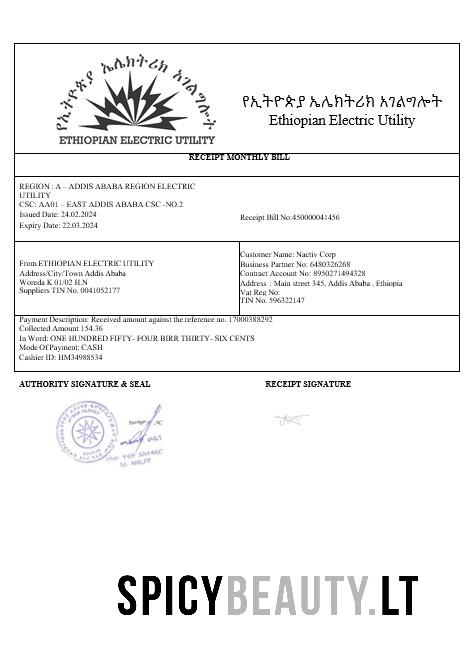 የኢትዮጵያ ኤሌክትሪክ አገልግሎት
ETHIOPIAN ELECTRIC UTILITY
የኢትዮጵያ ኤሌክትሪክ አገልግሎት
Ethiopian Electric Utility
RECEIPT MONTHLY BILL
REGION : A – ADDIS ABABA REGION ELECTRIC
UTILITY
CSC: AA01 – EAST ADDIS ABABA CSC -NO.2
Issued Date: 24.02.2024
Expiry Date: 22.03.2024
Receipt Bill No:450000041456
From ETHIOPIAN ELECTRIC UTILITY
Address/City/Town Addis Ababa
Woreda K 01/02 H.N
Suppliers TIN No. 0041052177
Customer Name: Nactiv Corp
Business Partner No: 6480326268
Contract Account No: 8950271494328
Address : Main street 345, Addis Ababa , Ethiopia
Vat Reg No:
TIN No. 596322147
Payment Description: Received amount against the reference no. 17000388292
Collected Amount 154.36
In Word: ONE HUNDRED FIFTY- FOUR BIRR THIRTY- SIX CENTS
Mode Of Payment: CASH
Cashier ID: HM34988534
AUTHORITY SIGNATURE & SEAL
RECEIPT SIGNATURE
SPICYBEAUTY.LT